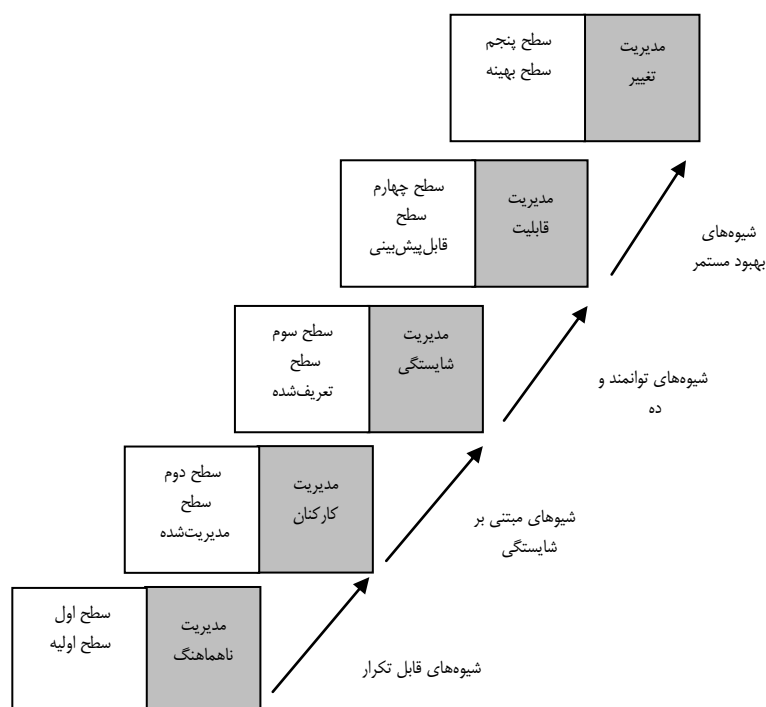 سطح پنجم
سطح بهینه
مدیریت
تغییر
سطح چهارم
سطح
قابل‌پیش‌بینی
مدیریت
قابلیت
شیوه‌های
بهبود مستمر
سطح سوم
سطح
تعریف‌شده
مدیریت
شایستگی
شیوه‌های توانمند و
ده
سطح دوم
سطح
مدیریت‌شده
مدیریت
کارکنان
شیوهای مبتنی بر
شایستگی
سطح اول
سطح اولیه
مدیریت
ناهماهنگ
شیوه‌های قابل تکرار